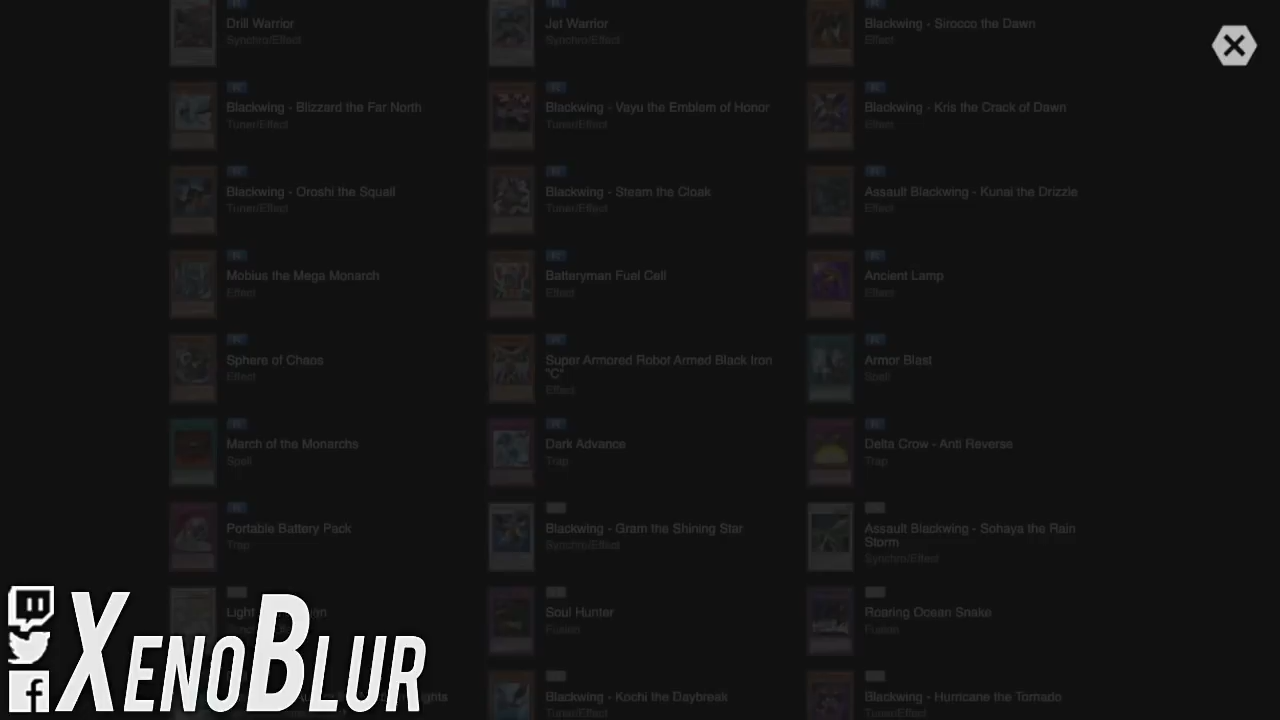 Drill Warrior
Synchro/Effect
Jet Warrior
Synchro/Effect
Blackwing - Sirocco the Dawn
Effect
Blackwing - Blizzard the Far North
Tuner/Effect
Blackwing - Vayu the Emblem of Honor
Tuner/Effect
Blackwing - Kris the Crack of Dawn
Effect
Blackwing - Oroshi the Squall
Tuner/Effect
Blackwing - Steam the Cloak
Tuner/Effect
Assault Blackwing - Kunai the Drizzle
Effect
Mobius the Mega Monarch
Effect
Batteryman Fuel Cell
Effect
Ancient Lamp
Effect
Sphere of Chaos
Effect
Super Armored Robot Armed Black Iron
"C"
Effect
Armor Blast
Spell
March of the Monarchs
Spell
Dark Advance
Trap
Delta Crow - Anti Reverse
Trap
Portable Battery Pack
Trap
Blackwing - Gram the Shining Star
Synchro/Effect
Assault Blackwing - Sohaya the Rain
Storm
Synchro/Effect
Light
Soul Hunter
Fusion
Roaring Ocean Snake
Fusion
Blackwing - Kochi the Daybreak
Tuner/Effect
Blackwing - Hurricane the Tornado
Tuner/Effect
XENOBLUR